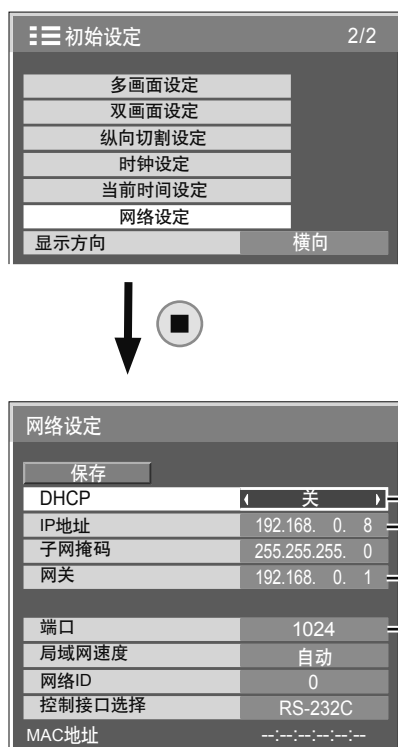 初始设定 2/2
多画面设定
双画面设定
纵向切割设定
时钟设定
当前时间设定
网络设定
显示方向 横向
网络设定
保存
DHCP 关
IP地址 192.168. 0. 8
子网掩码 255.255.255. 0
网关 192.168. 0. 1
端口 1024
局域网速度 自动
网络ID 0
控制接口选择 RS-232C
MAC地址 --:--:--:--:--:--